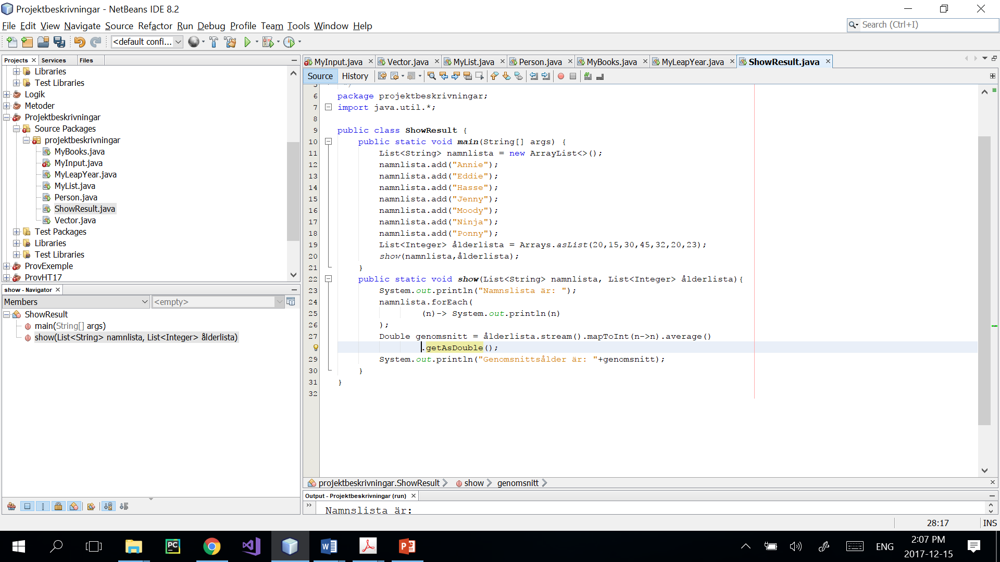 Projektbeskrivningar - NetBeans IDE 8.2
File Edit View Navigate Source Refactor Run Debug Profile Team Tools Window Help
Search (Ctrl+I)
<default confi...
Projects Services Files
Libraries
Test Libraries
Logik
Metoder
Projektbeskrivningar
Source Packages
projektbeskrivningar
MyBooks.java
MyInput.java
MyLeapYear.java
MyList.java
Person.java
ShowResult.java
Vector.java
Test Packages
Libraries
Test Libraries
ProvExemple
ProvHT17
show - Navigator
Members <empty>
ShowResult
main(String[] args)
show(List<String> namnlista, List<Integer> ålderlista)
MyInput.java Vector.java MyList.java Person.java MyBooks.java MyLeapYear.java ShowResult.java
Source History
5 */
6 package projektbeskrivningar;
7 import java.util.*;
8
9 public class ShowResult {
10 public static void main(String[] args) {
11 List<String> namnlista = new ArrayList<>();
12 namnlista.add("Annie");
13 namnlista.add("Eddie");
14 namnlista.add("Hasse");
15 namnlista.add("Jenny");
16 namnlista.add("Moody");
17 namnlista.add("Ninja");
18 namnlista.add("Ponny");
19 List<Integer> ålderlista = Arrays.asList(20,15,30,45,32,20,23);
20 show(namnlista,ålderlista);
21 }
22 public static void show(List<String> namnlista, List<Integer> ålderlista){
23 System.out.println("Namnslista är: ");
24 namnlista.forEach(
25 (n)-> System.out.println(n)
26 );
27 Double genomsnitt = ålderlista.stream().mapToInt(n->n).average()
.getAsDouble();
29 System.out.println("Genomsnittsålder är: "+genomsnitt);
30 }
31 }
32
projektbeskrivningar.ShowResult show genomsnitt
Output - Projektbeskrivningar (run)
Namnslista är:
28:17 INS
ENG
2:07 PM
2017-12-15